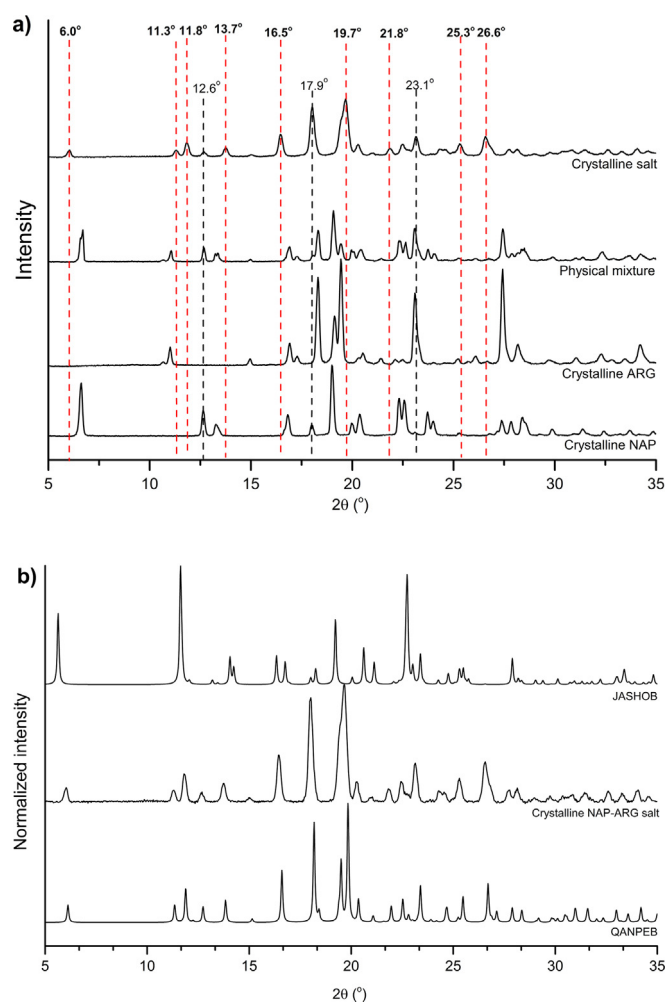 a)
6.0° 11.3° 11.8° 13.7° 16.5° 19.7° 21.8° 25.3° 26.6°
12.6° 17.9° 23.1°
Crystalline salt
Physical mixture
Crystalline ARG
Crystalline NAP
Intensity
5 10 15 20 25 30 35
2θ (°)
b)
JASHOB
Crystalline NAP-ARG salt
QANPEB
Normalized intensity
5 10 15 20 25 30 35
2θ (°)